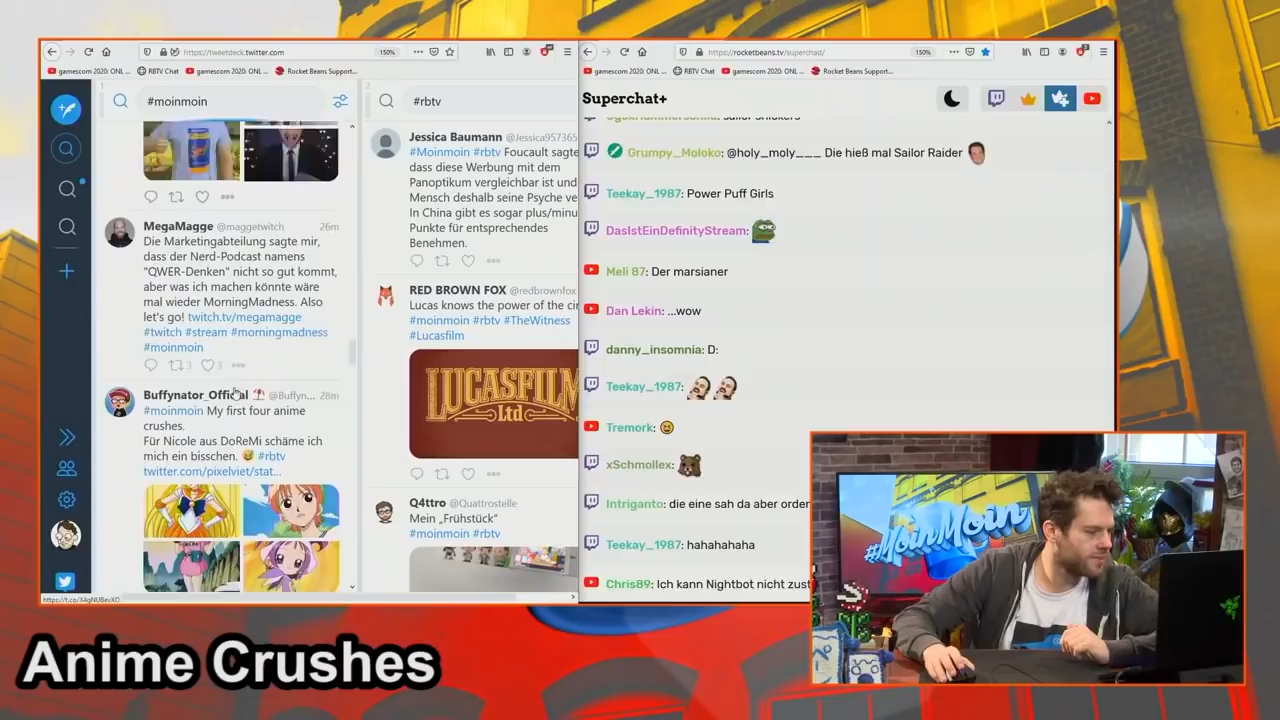 https://tweetdeck.twitter.com
150%
gamescom 2020: ONL ...
RBTV Chat
gamescom 2020: ONL ...
Rocket Beans Support...
1
#moinmoin
MegaMagge @maggetwitch 26m
Die Marketingabteilung sagte mir,
dass der Nerd-Podcast namens
"QWER-Denken" nicht so gut kommt,
aber was ich machen könnte wäre
mal wieder MorningMadness. Also
let's go! twitch.tv/megamagge
#twitch #stream #morningmadness
#moinmoin
3 3
Buffynator_Official @Buffyn... 28m
#moinmoin My first four anime
crushes.
Für Nicole aus DoReMi schäme ich
mich ein bisschen. #rbtv
twitter.com/pixelviet/stat...
2
#rbtv
Jessica Baumann @Jessica957365
#Moinmoin #rbtv Foucault sagte
dass diese Werbung mit dem
Panoptikum vergleichbar ist und
Mensch deshalb seine Psyche ve
In China gibt es sogar plus/minu
Punkte für entsprechendes
Benehmen.
RED BROWN FOX @redbrownfox
Lucas knows the power of the cir
#moinmoin #rbtv #TheWitness
#Lucasfilm
LUCASFILM
Ltd
Q4ttro @Quattrostelle
Mein „Frühstück"
#moinmoin #rbtv
https://rocketbeans.tv/superchad/
150%
gamescom 2020: ONL ...
RBTV Chat
gamescom 2020: ONL ...
Rocket Beans Support...
Superchat+
Grumpy_Moloko: @holy_moly___ Die hieß mal Sailor Raider
Teekay_1987: Power Puff Girls
DasIstEinDefinityStream:
Meli 87: Der marsianer
Dan Lekin: ...wow
danny_insomnia: D:
Teekay_1987:
Tremork:
xSchmollex:
Intriganto: die eine sah da aber order
Teekay_1987: hahahahaha
Chris89: Ich kann Nightbot nicht zust
#MoinMoin
Anime Crushes